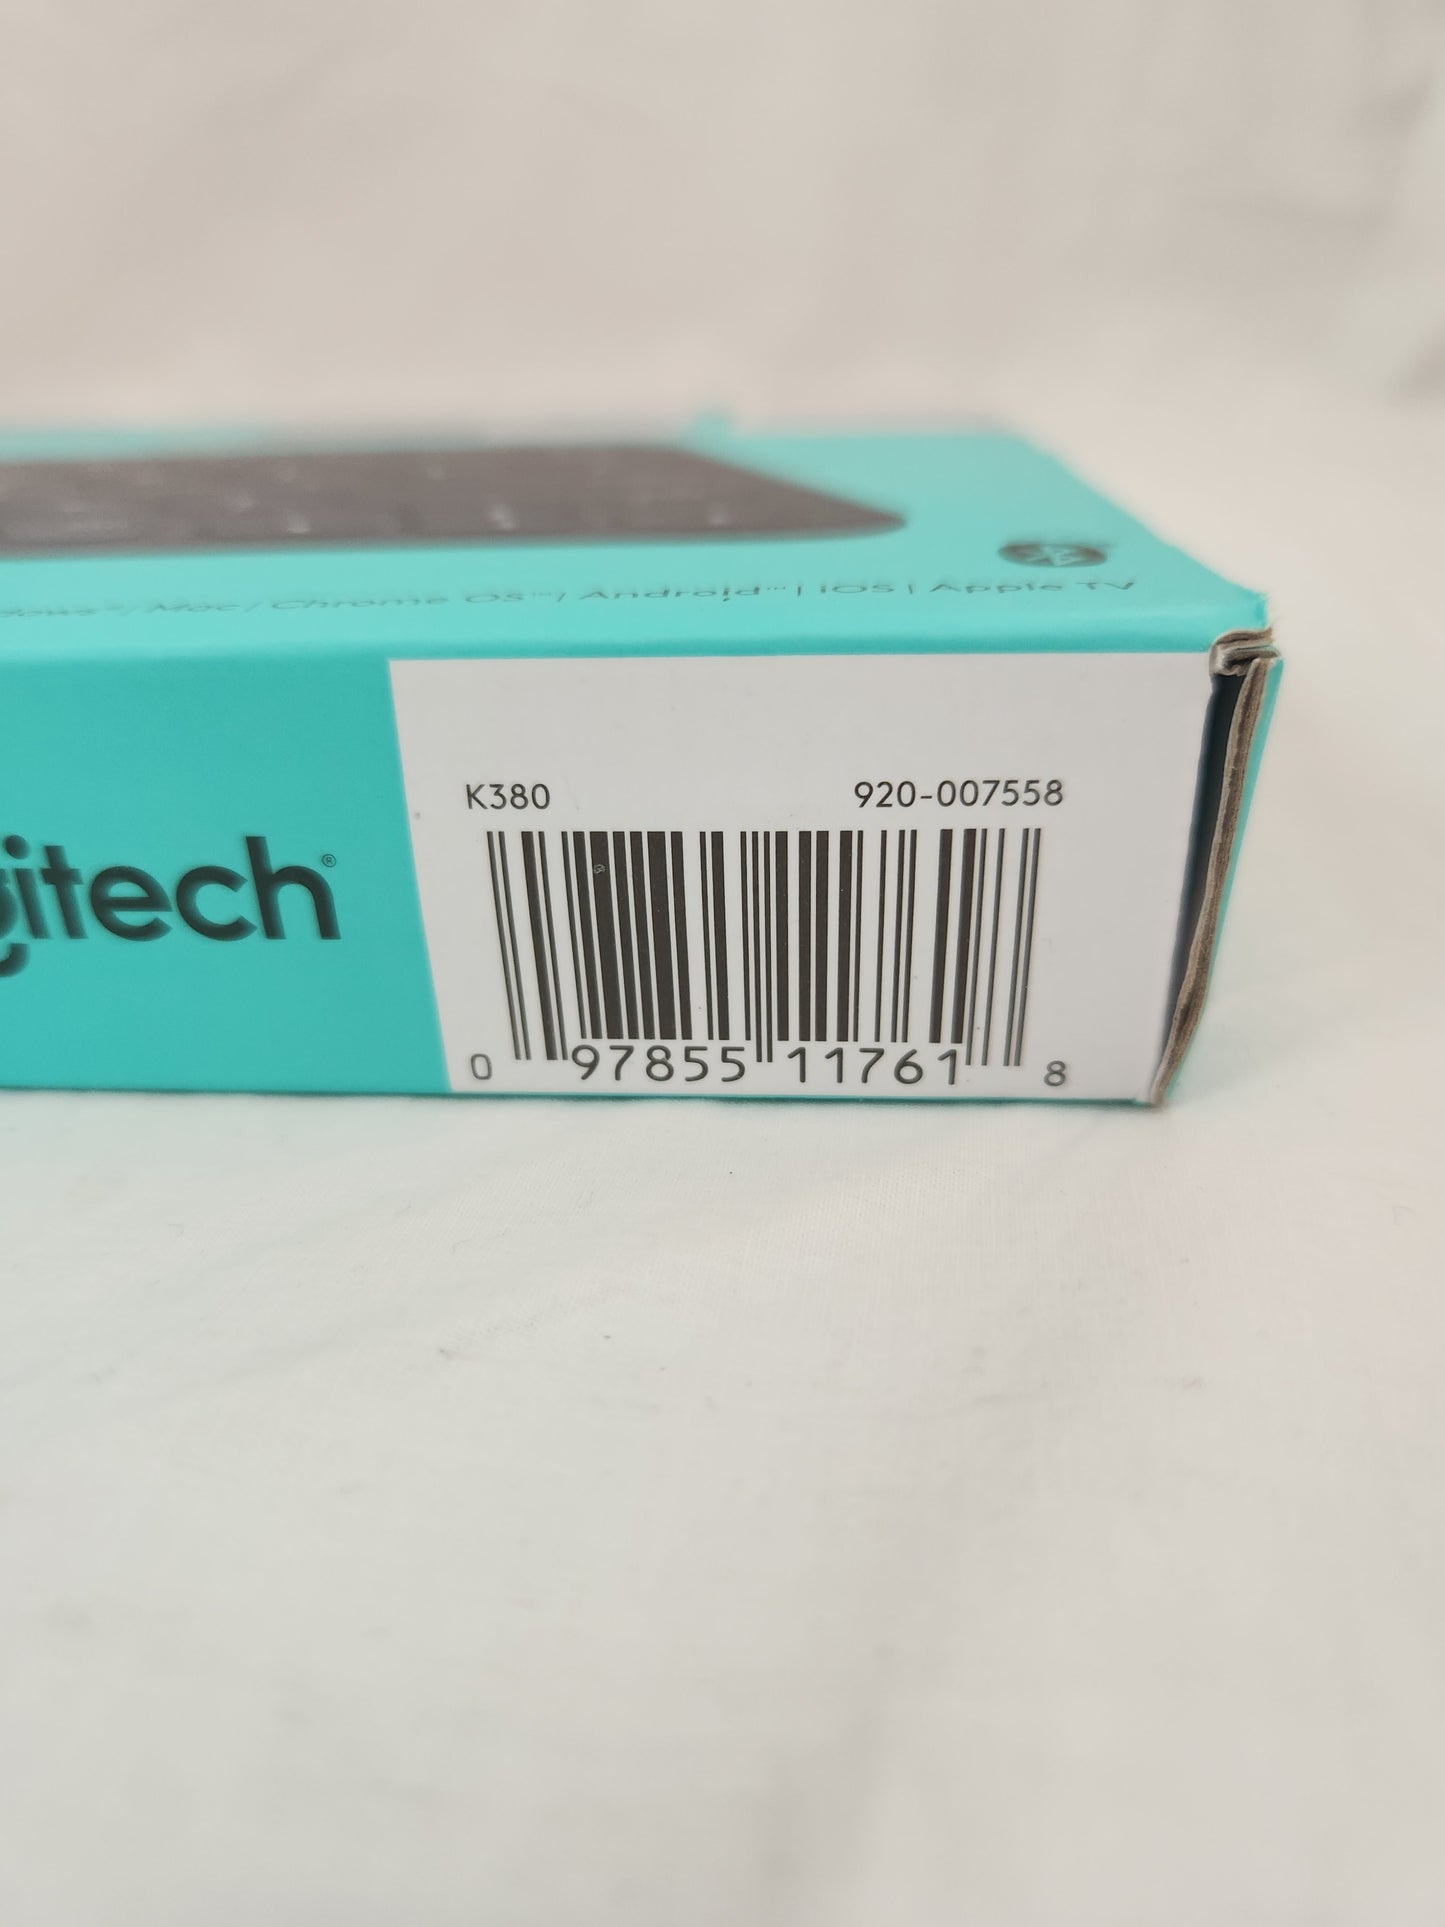 / Mac / Chrome OS™ / Android™ | iOS | Apple TV
K380 920-007558
gitech®
0 97855 11761 8